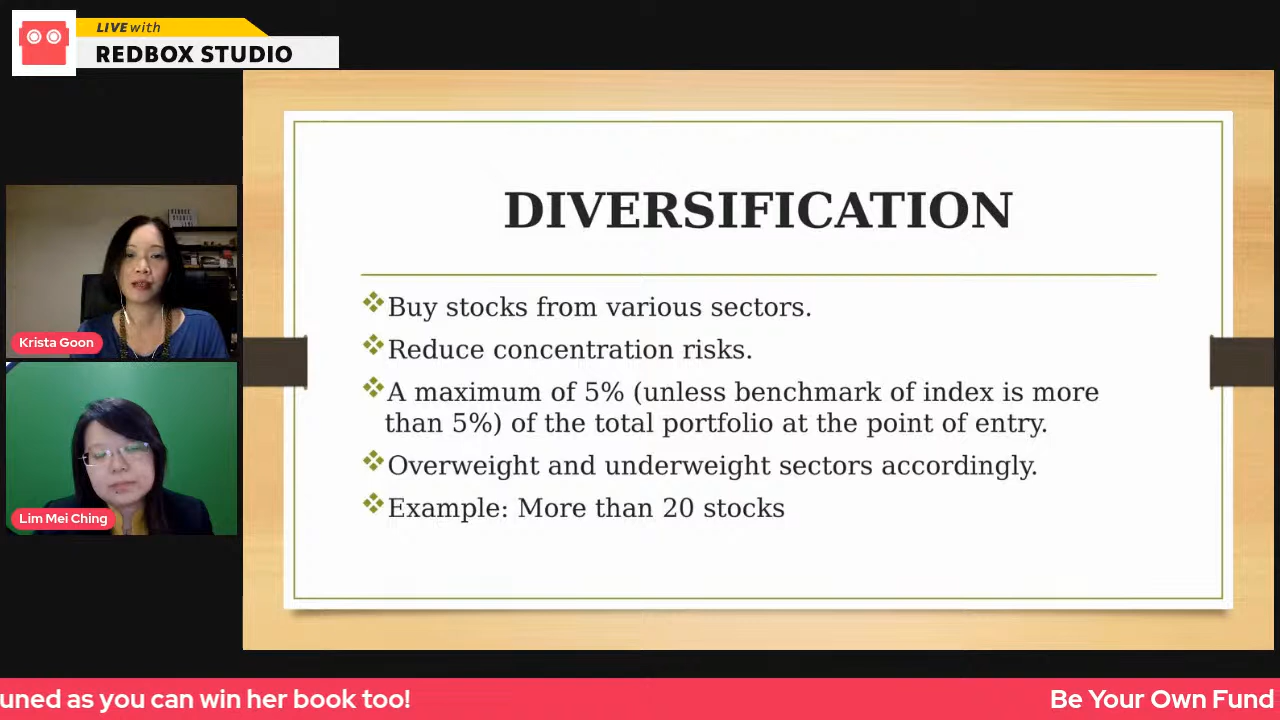 LIVE with
REDBOX STUDIO
DIVERSIFICATION
Buy stocks from various sectors.
Reduce concentration risks.
A maximum of 5% (unless benchmark of index is more
than 5%) of the total portfolio at the point of entry.
Overweight and underweight sectors accordingly.
Example: More than 20 stocks
Krista Goon
Lim Mei Ching
uned as you can win her book too!
Be Your Own Fund